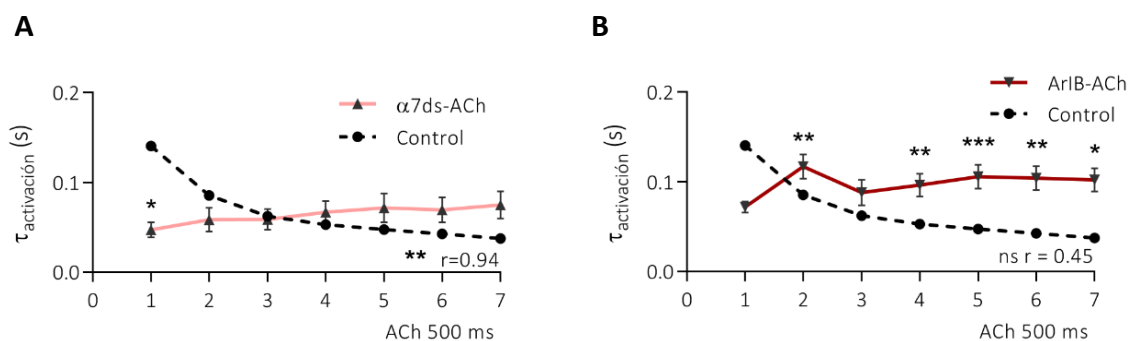 A
α7ds-ACh
Control
τactivación (s)
0.2
0.1
0.0
*
** r=0.94
0 1 2 3 4 5 6 7
ACh 500 ms
B
ArIB-ACh
Control
τactivación (s)
0.2
0.1
0.0
** ** *** ** *
ns r = 0.45
0 1 2 3 4 5 6 7
ACh 500 ms